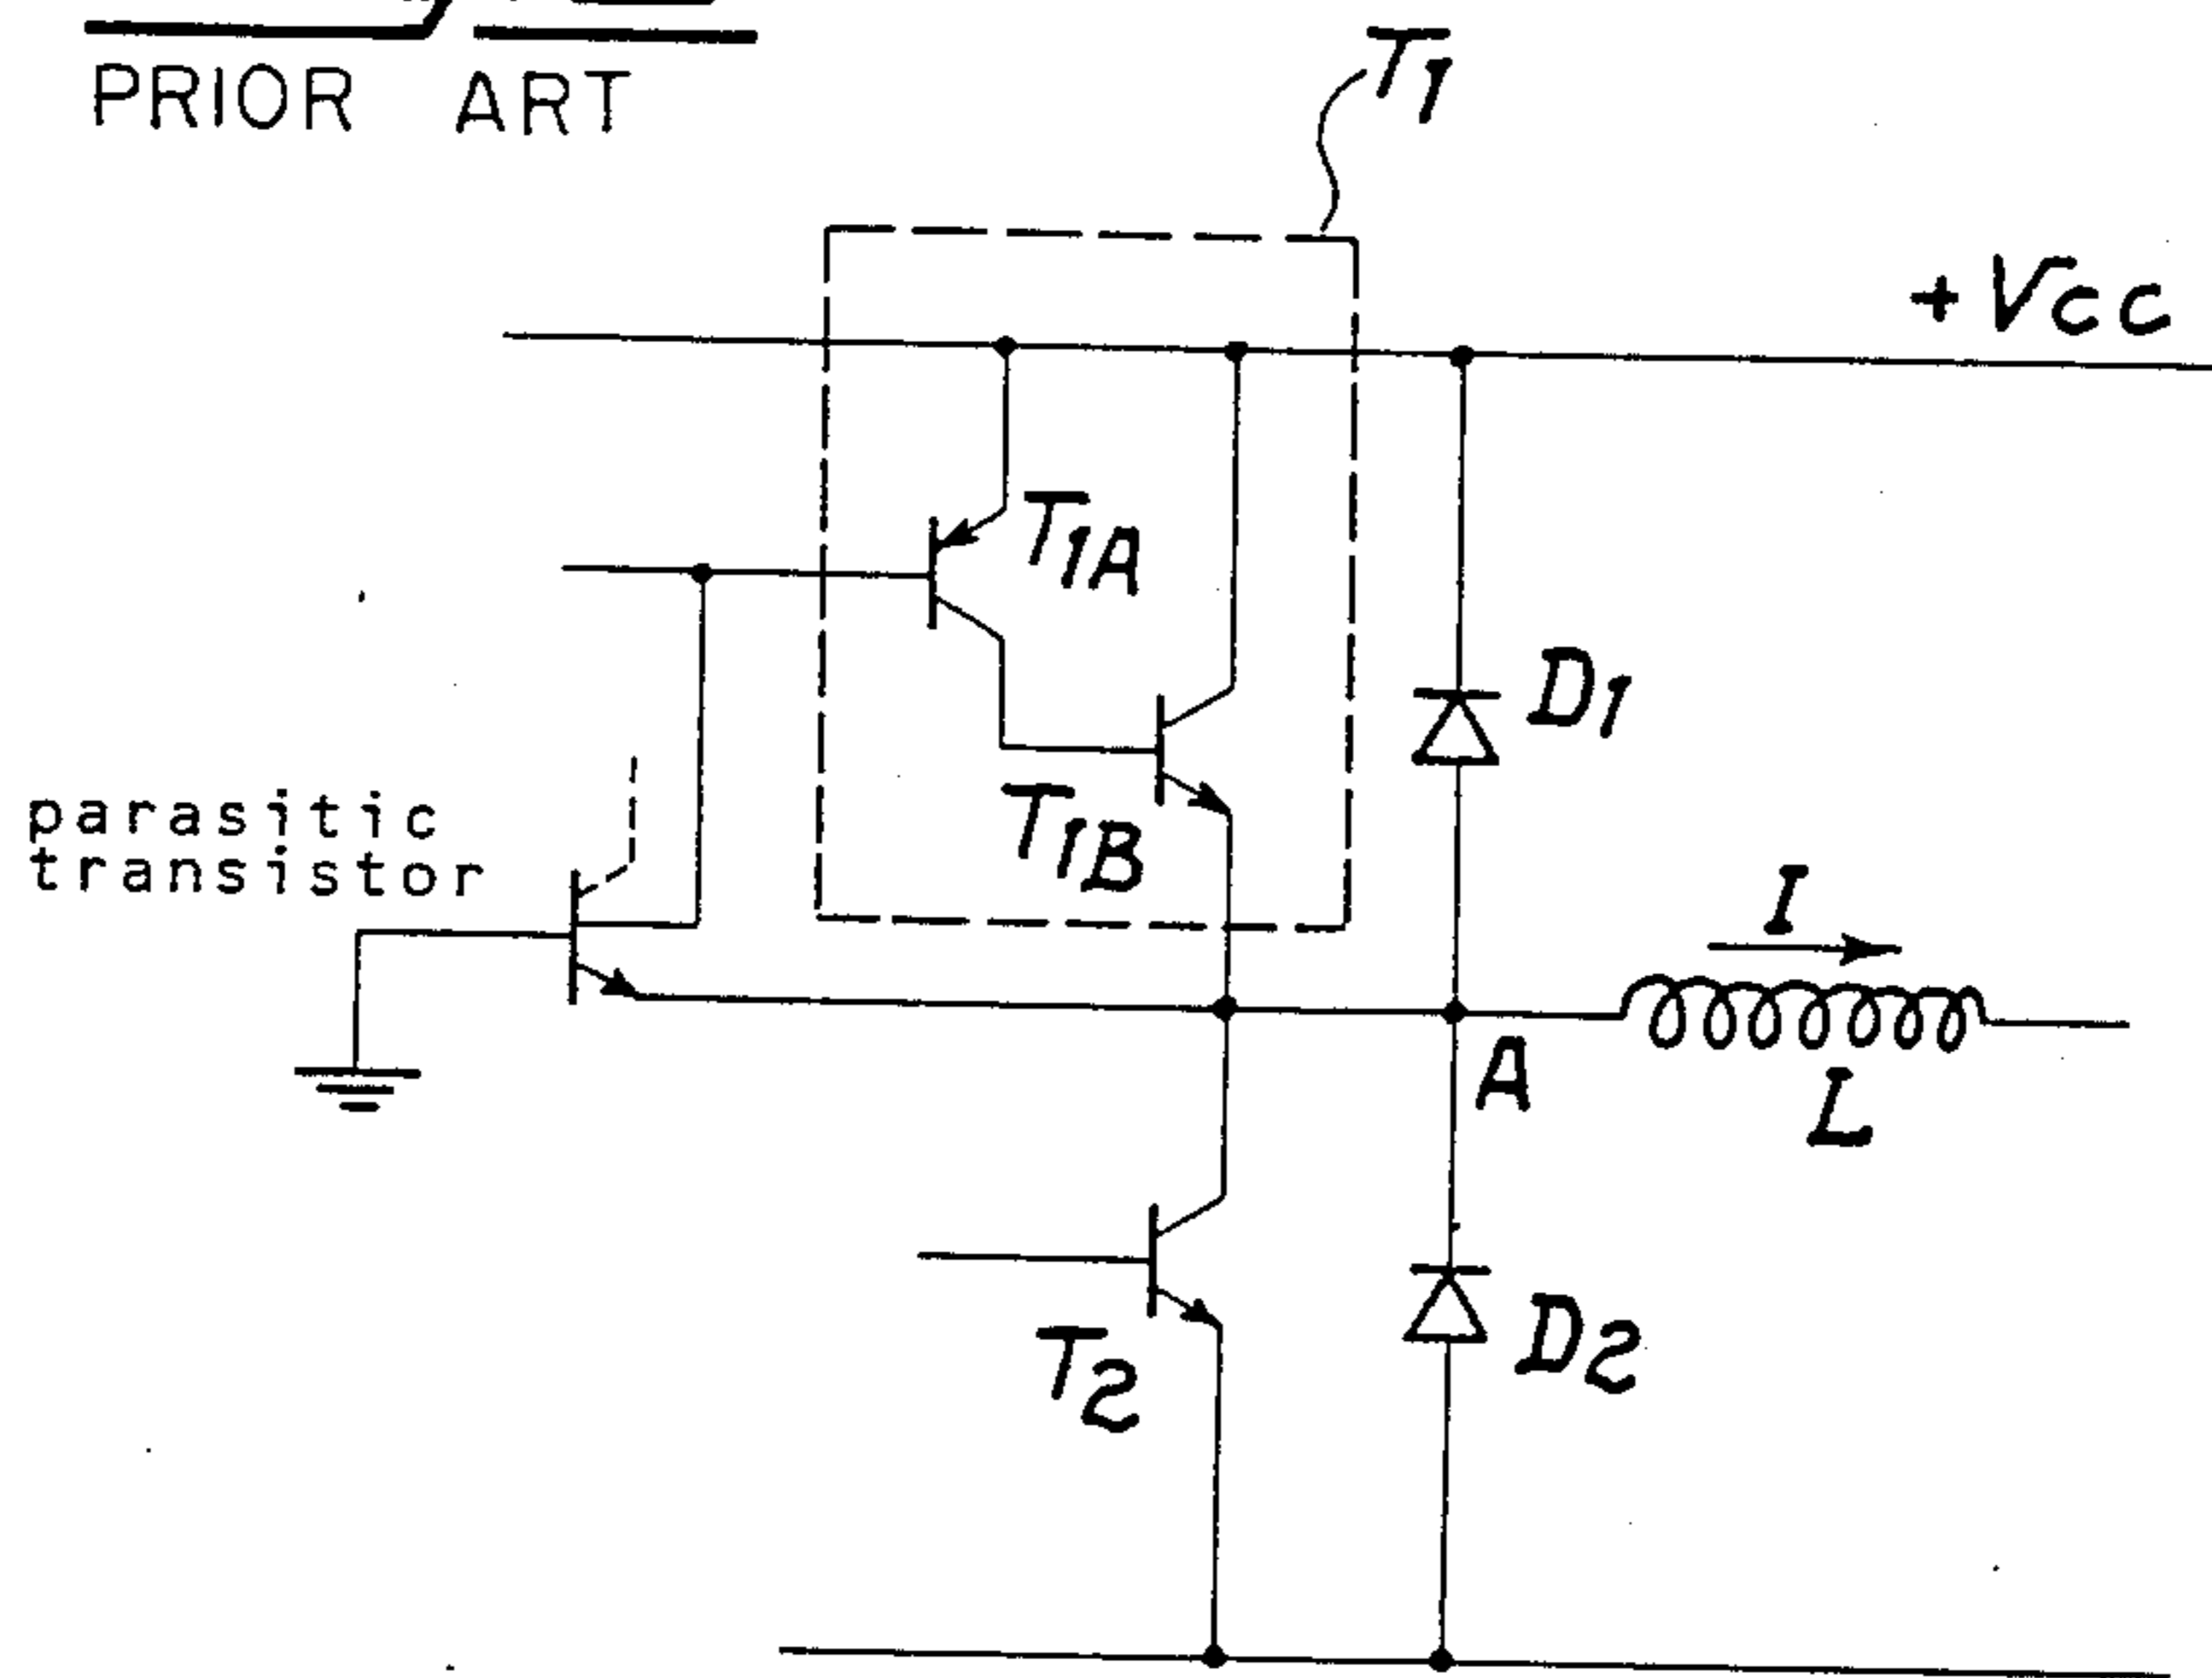 PRIOR ART
T1
+Vcc
T1A
D1
T1B
parasitic
transistor
I
A
L
T2
D2